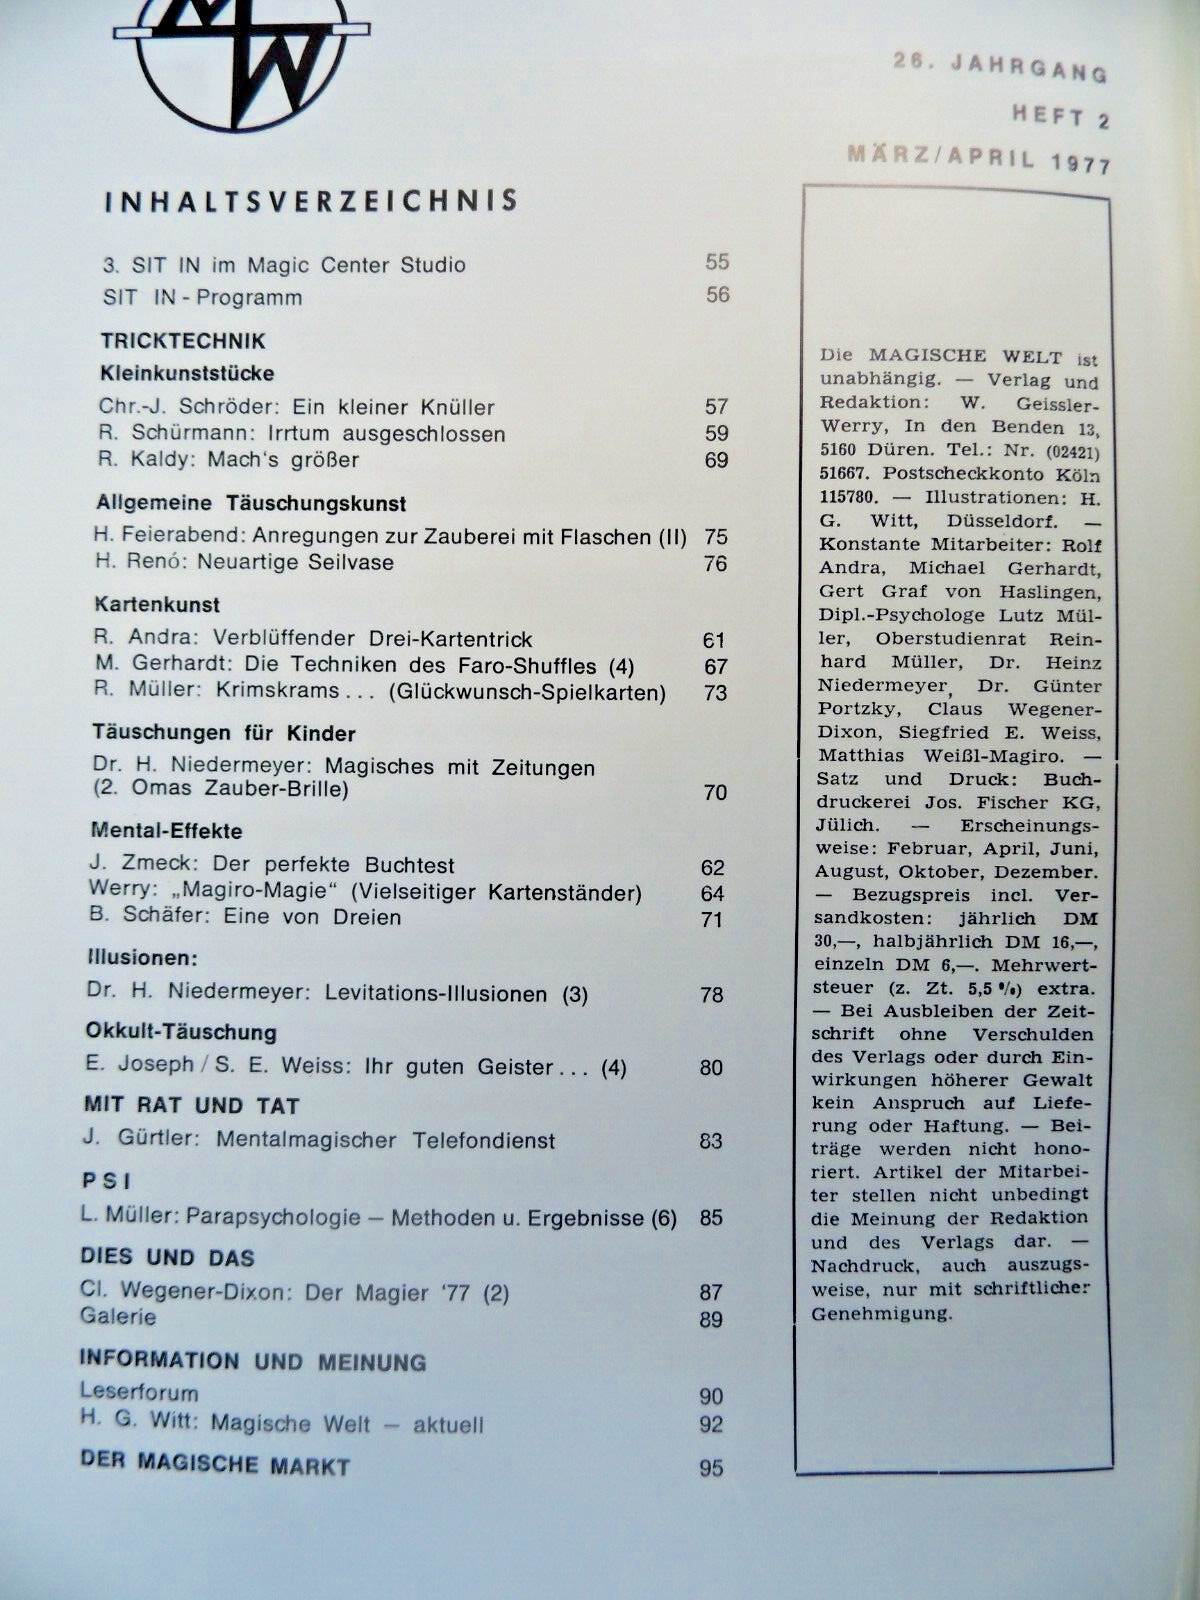 MW
26. JAHRGANG
HEFT 2
MÄRZ/APRIL 1977
INHALTSVERZEICHNIS
3. SIT IN im Magic Center Studio 55
SIT IN - Programm 56
TRICKTECHNIK
Kleinkunststücke
Chr.-J. Schröder: Ein kleiner Knüller 57
R. Schürmann: Irrtum ausgeschlossen 59
R. Kaldy: Mach's größer 69
Allgemeine Täuschungskunst
H. Feierabend: Anregungen zur Zauberei mit Flaschen (II) 75
H. Renó: Neuartige Seilvase 76
Kartenkunst
R. Andra: Verblüffender Drei-Kartentrick 61
M. Gerhardt: Die Techniken des Faro-Shuffles (4) 67
R. Müller: Krimskrams ... (Glückwunsch-Spielkarten) 73
Täuschungen für Kinder
Dr. H. Niedermeyer: Magisches mit Zeitungen
(2. Omas Zauber-Brille) 70
Mental-Effekte
J. Zmeck: Der perfekte Buchtest 62
Werry: „Magiro-Magie“ (Vielseitiger Kartenständer) 64
B. Schäfer: Eine von Dreien 71
Illusionen:
Dr. H. Niedermeyer: Levitations-Illusionen (3) 78
Okkult-Täuschung
E. Joseph / S. E. Weiss: Ihr guten Geister ... (4) 80
MIT RAT UND TAT
J. Gürtler: Mentalmagischer Telefondienst 83
PSI
L. Müller: Parapsychologie — Methoden u. Ergebnisse (6) 85
DIES UND DAS
Cl. Wegener-Dixon: Der Magier '77 (2) 87
Galerie 89
INFORMATION UND MEINUNG
Leserforum 90
H. G. Witt: Magische Welt — aktuell 92
DER MAGISCHE MARKT 95
Die MAGISCHE WELT ist
unabhängig. — Verlag und
Redaktion: W. Geissler-
Werry, In den Benden 13,
5160 Düren. Tel.: Nr. (02421)
51667. Postscheckkonto Köln
115780. — Illustrationen: H.
G. Witt, Düsseldorf. —
Konstante Mitarbeiter: Rolf
Andra, Michael Gerhardt,
Gert Graf von Haslingen,
Dipl.-Psychologe Lutz Mül-
ler, Oberstudienrat Rein-
hard Müller, Dr. Heinz
Niedermeyer, Dr. Günter
Portzky, Claus Wegener-
Dixon, Siegfried E. Weiss,
Matthias Weißl-Magiro. —
Satz und Druck: Buch-
druckerei Jos. Fischer KG,
Jülich. — Erscheinungs-
weise: Februar, April, Juni,
August, Oktober, Dezember.
— Bezugspreis incl. Ver-
sandkosten: jährlich DM
30,—, halbjährlich DM 16,—,
einzeln DM 6,—. Mehrwert-
steuer (z. Zt. 5,5 %) extra.
— Bei Ausbleiben der Zeit-
schrift ohne Verschulden
des Verlags oder durch Ein-
wirkungen höherer Gewalt
kein Anspruch auf Liefe-
rung oder Haftung. — Bei-
träge werden nicht hono-
riert. Artikel der Mitarbei-
ter stellen nicht unbedingt
die Meinung der Redaktion
und des Verlags dar. —
Nachdruck, auch auszugs-
weise, nur mit schriftlicher
Genehmigung.